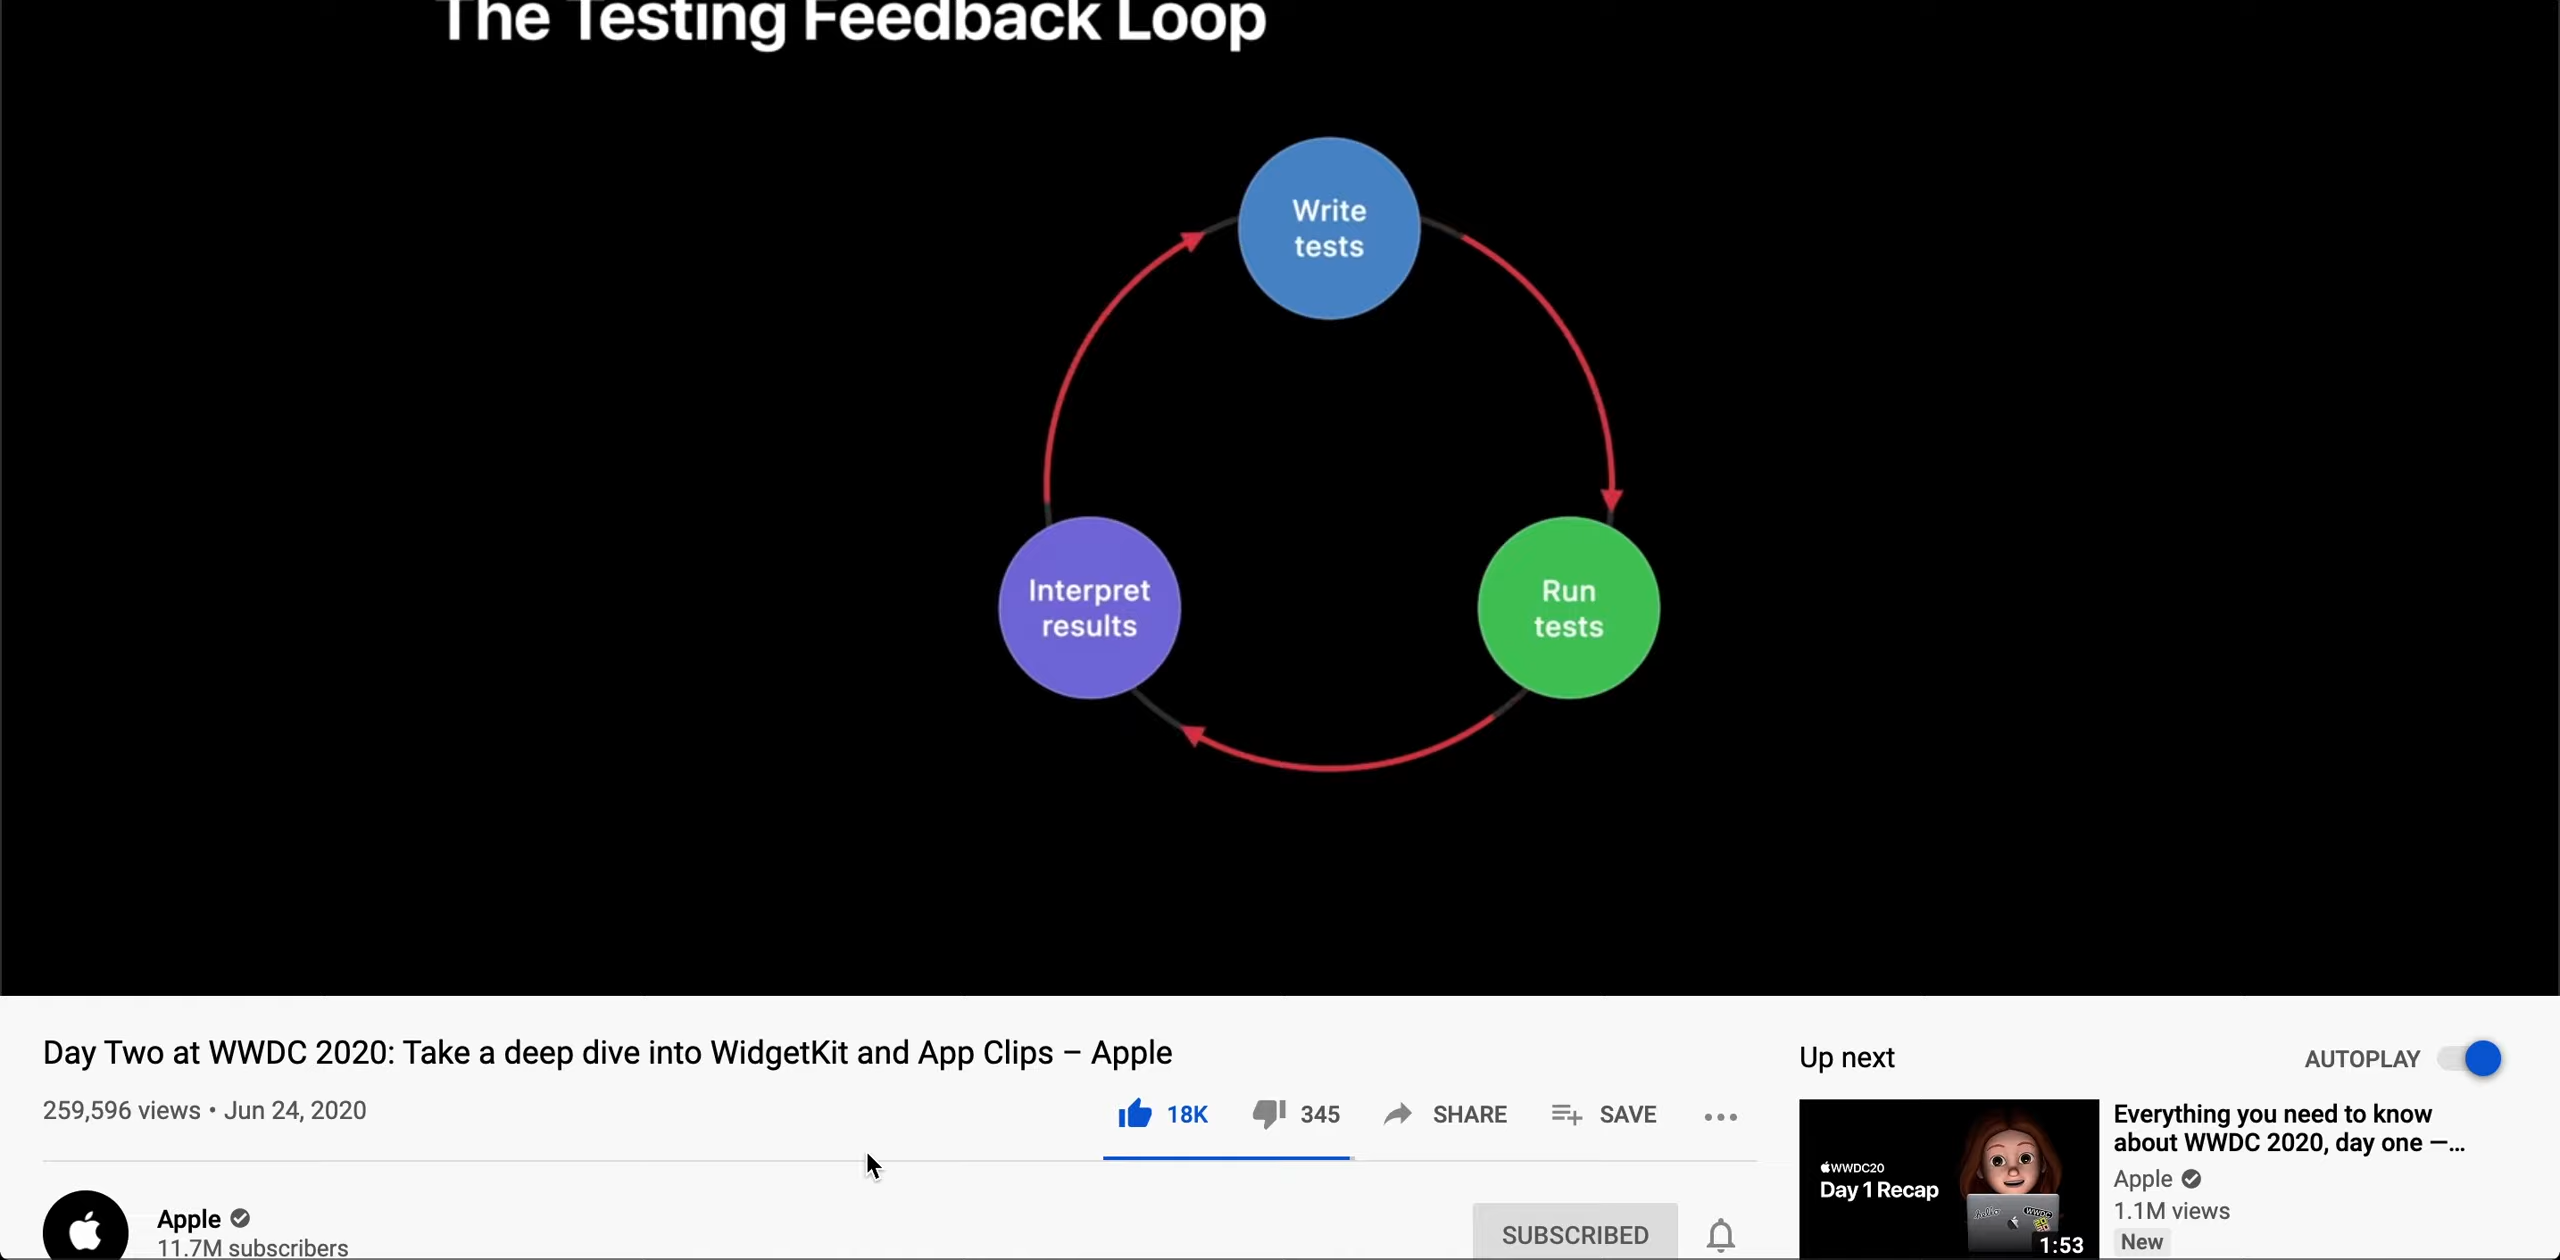 The Testing Feedback Loop
Write
tests
Interpret
results
Run
tests
Day Two at WWDC 2020: Take a deep dive into WidgetKit and App Clips – Apple
259,596 views • Jun 24, 2020
18K
345
SHARE
SAVE
Apple
11.7M subscribers
SUBSCRIBED
Up next
AUTOPLAY
WWDC20
Day 1 Recap
hello
WWDC
1:53
Everything you need to know
about WWDC 2020, day one —...
Apple
1.1M views
New